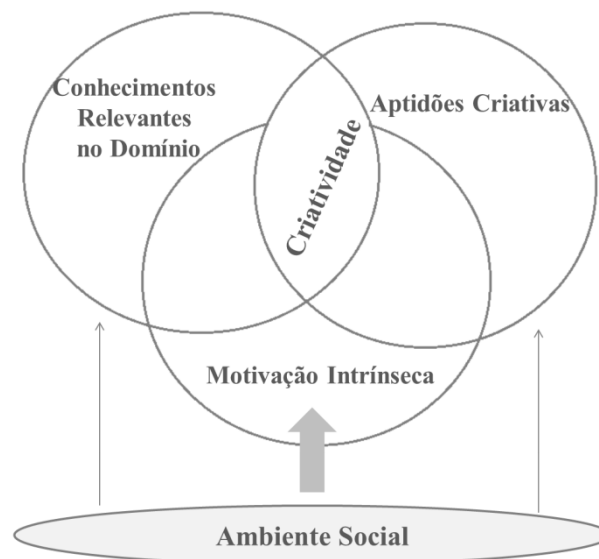 Conhecimentos
Relevantes
no Domínio
Aptidões Criativas
Criatividade
Motivação Intrínseca
Ambiente Social